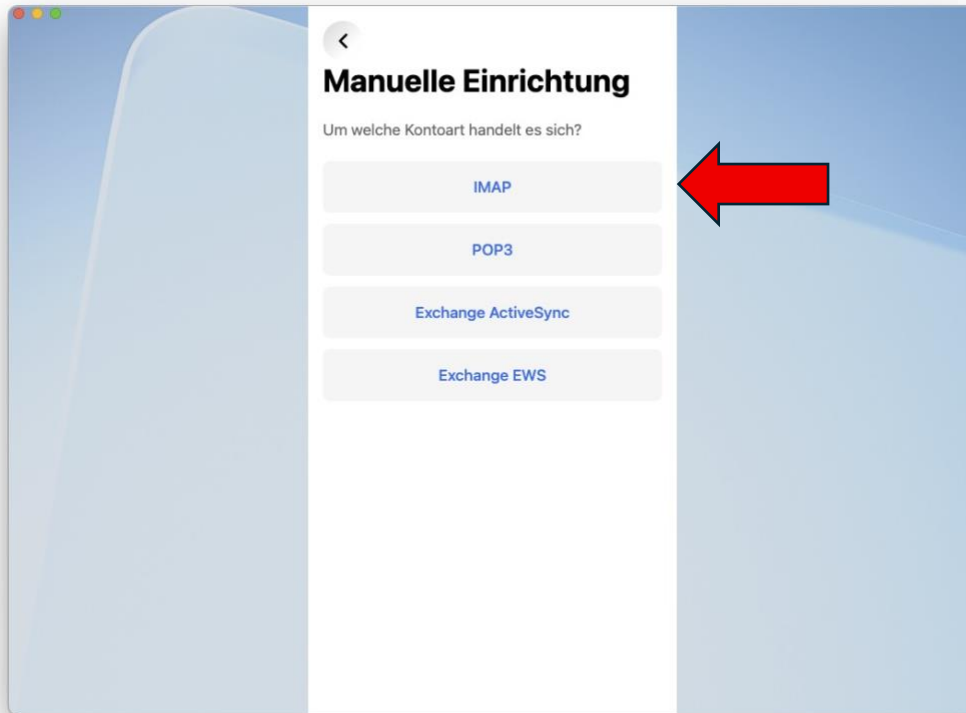 Manuelle Einrichtung
Um welche Kontoart handelt es sich?
IMAP
POP3
Exchange ActiveSync
Exchange EWS